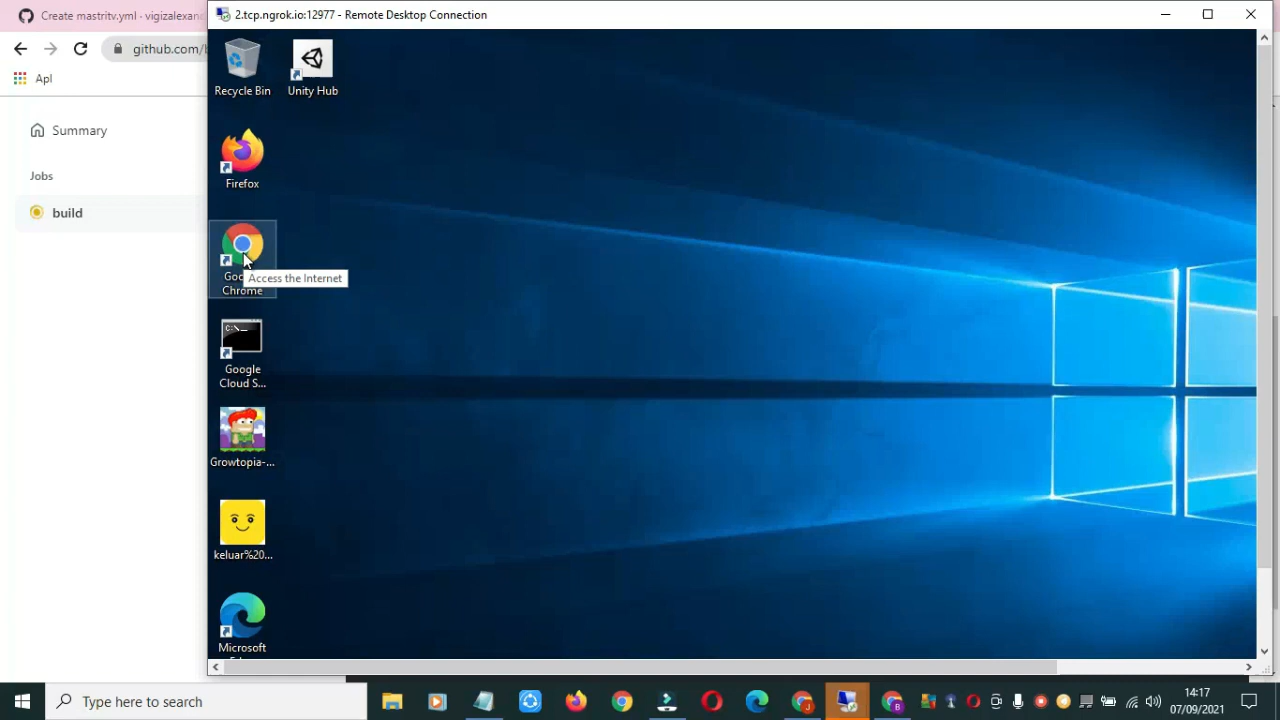 Create mastritv.yml · vigizalexan
2.tcp.ngrok.io:12977 - Remote Desktop Connection
github.com/b
Apl
Summary
Jobs
build
Recycle Bin
Unity Hub
Firefox
Goo
Chrome
Access the Internet
C:\_
Google
Cloud S...
Growtopia-...
keluar%20...
Microsoft
Type here to search
J
B
14:17
07/09/2021